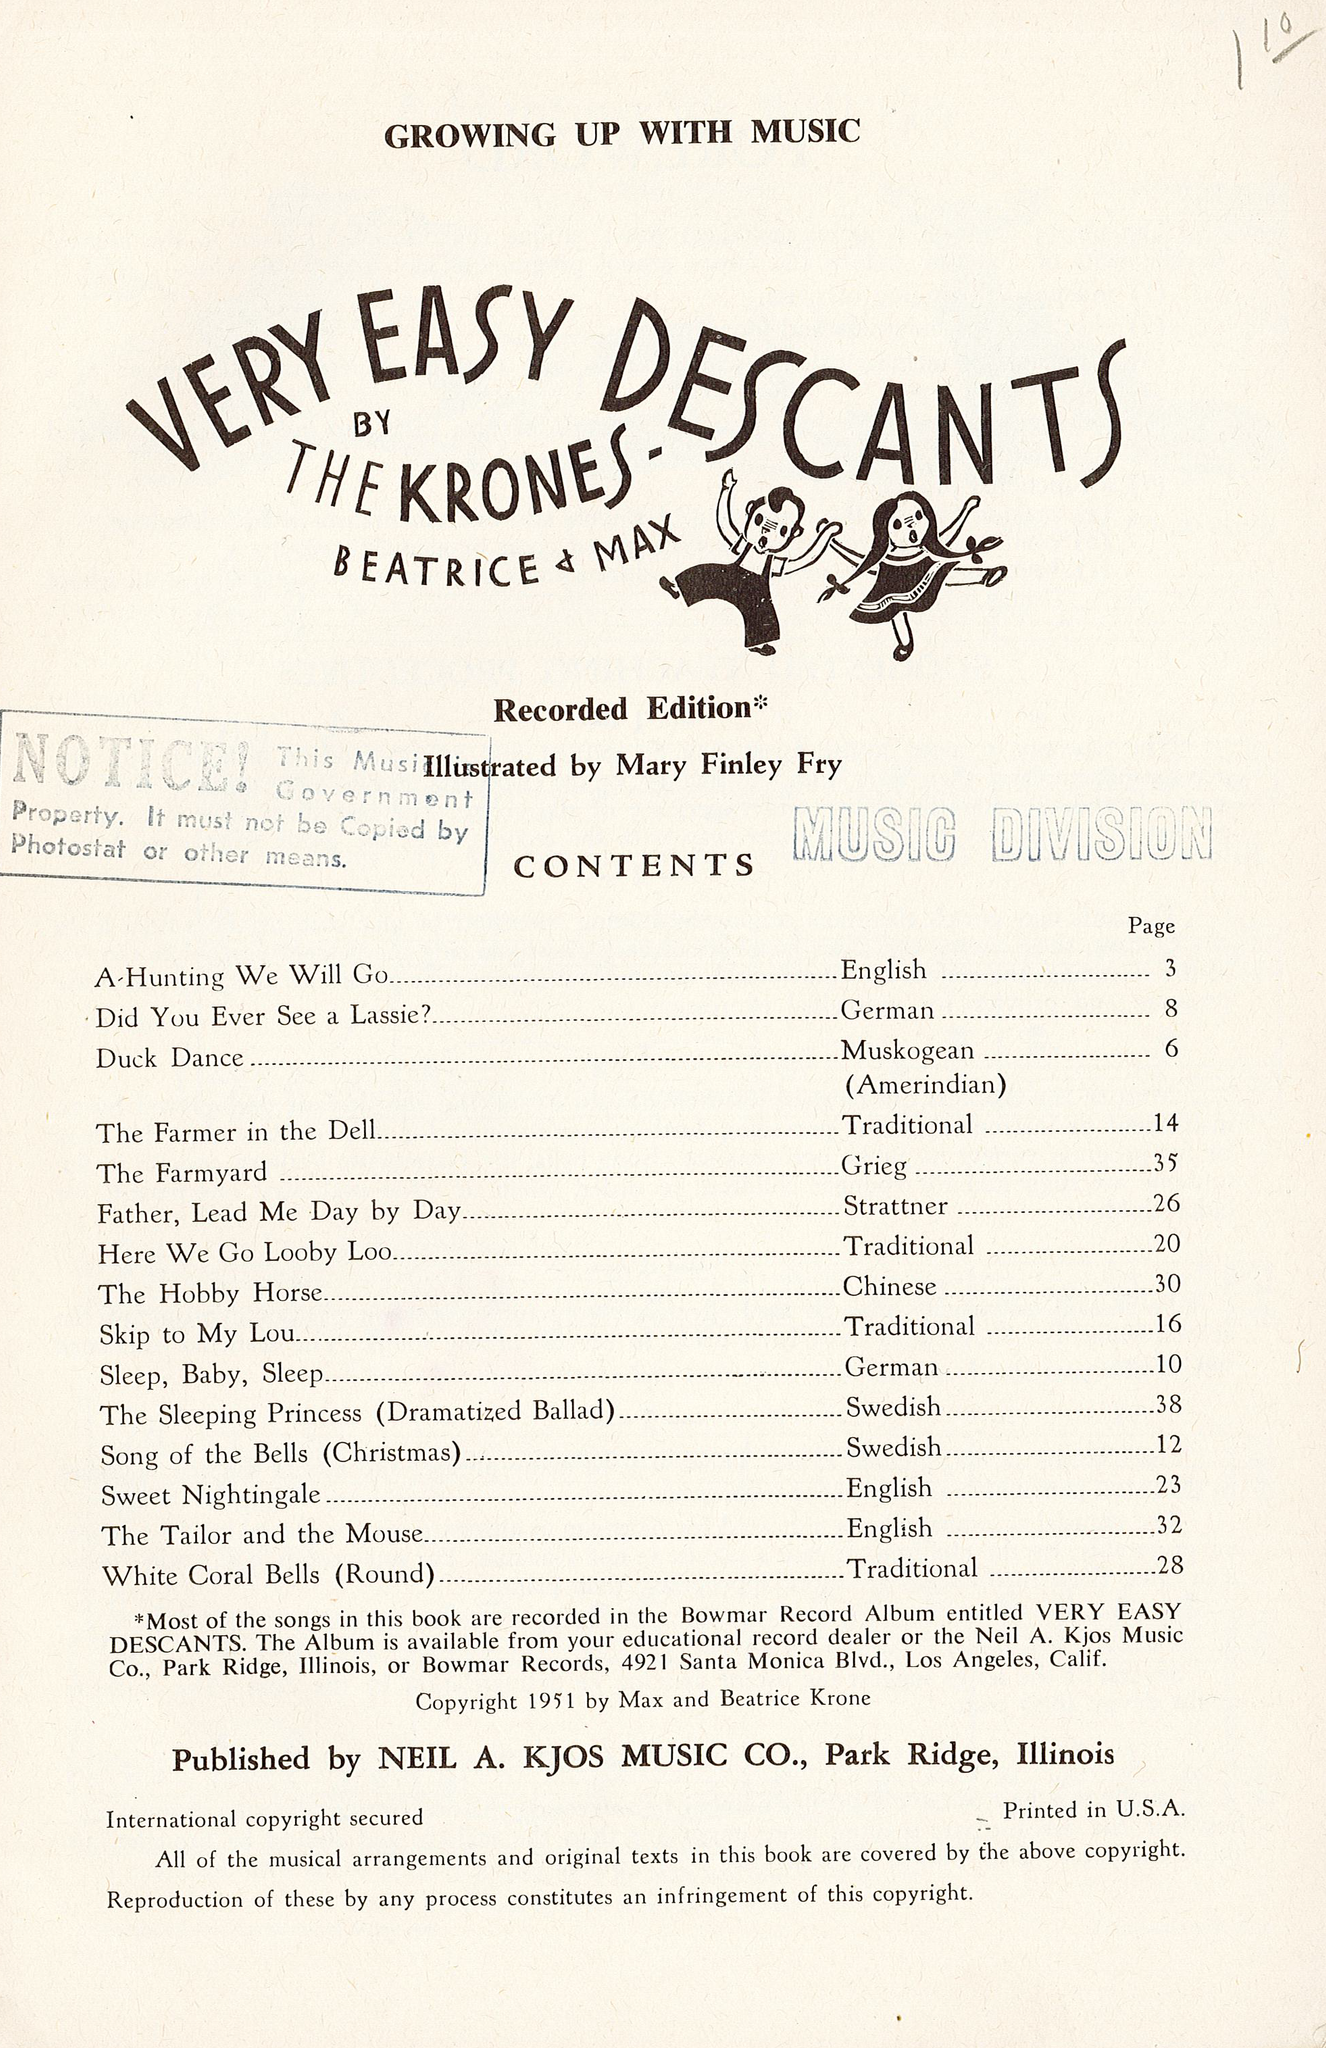 1 10
GROWING UP WITH MUSIC
VERY EASY DESCANTS
BY
THE KRONES-
BEATRICE & MAX
Recorded Edition*
Illustrated by Mary Finley Fry
NOTICE! This Music Government
Property. It must not be Copied by
Photostat or other means.
MUSIC DIVISION
CONTENTS
Page
A-Hunting We Will Go English 3
Did You Ever See a Lassie? German 8
Duck Dance Muskogean 6
(Amerindian)
The Farmer in the Dell Traditional 14
The Farmyard Grieg 35
Father, Lead Me Day by Day Strattner 26
Here We Go Looby Loo Traditional 20
The Hobby Horse Chinese 30
Skip to My Lou Traditional 16
Sleep, Baby, Sleep German 10
The Sleeping Princess (Dramatized Ballad) Swedish 38
Song of the Bells (Christmas) Swedish 12
Sweet Nightingale English 23
The Tailor and the Mouse English 32
White Coral Bells (Round) Traditional 28
*Most of the songs in this book are recorded in the Bowmar Record Album entitled VERY EASY
DESCANTS. The Album is available from your educational record dealer or the Neil A. Kjos Music
Co., Park Ridge, Illinois, or Bowmar Records, 4921 Santa Monica Blvd., Los Angeles, Calif.
Copyright 1951 by Max and Beatrice Krone
Published by NEIL A. KJOS MUSIC CO., Park Ridge, Illinois
International copyright secured Printed in U.S.A.
All of the musical arrangements and original texts in this book are covered by the above copyright.
Reproduction of these by any process constitutes an infringement of this copyright.